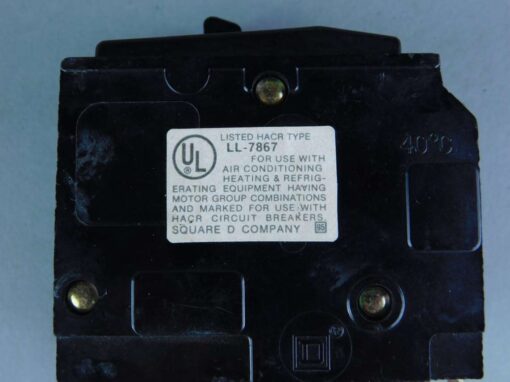 LISTED HACR TYPE
LL-7867
UL
®
FOR USE WITH
AIR CONDITIONING
HEATING & REFRIG-
ERATING EQUIPMENT HAVING
MOTOR GROUP COMBINATIONS
AND MARKED FOR USE WITH
HACR CIRCUIT BREAKERS
SQUARE D COMPANY
40°C
D